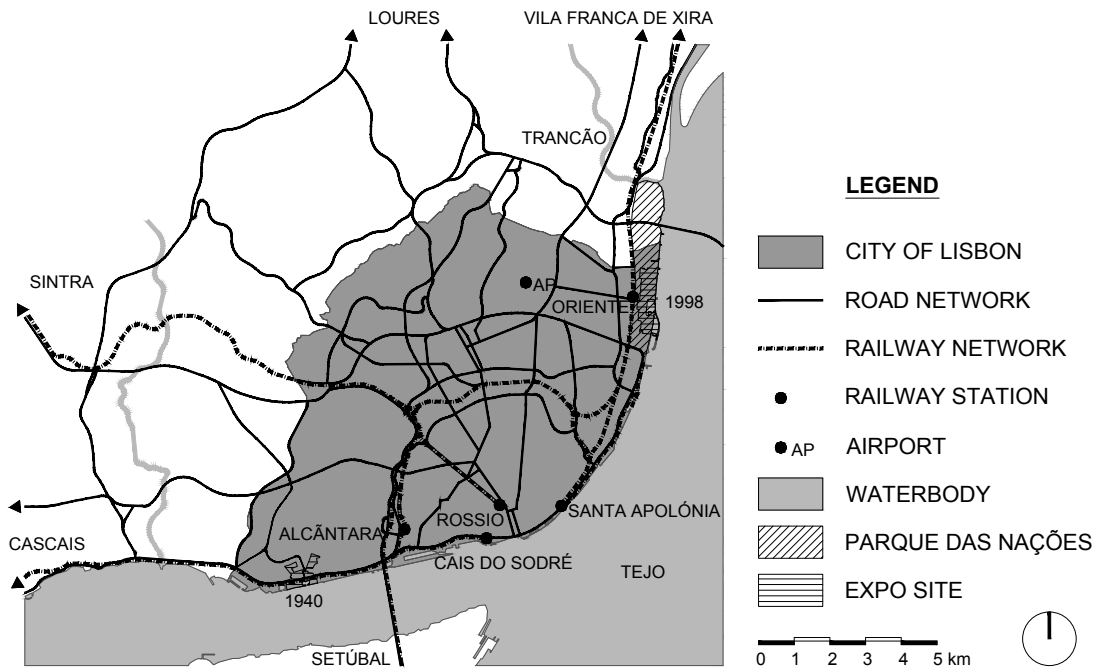 LOURES
VILA FRANCA DE XIRA
TRANCÃO
SINTRA
AP
ORIENTE
1998
ALCÃNTARA
ROSSIO
SANTA APOLÓNIA
CASCAIS
CAIS DO SODRÉ
TEJO
1940
SETÚBAL
LEGEND
CITY OF LISBON
ROAD NETWORK
RAILWAY NETWORK
RAILWAY STATION
AP AIRPORT
WATERBODY
PARQUE DAS NAÇÕES
EXPO SITE
0 1 2 3 4 5 km